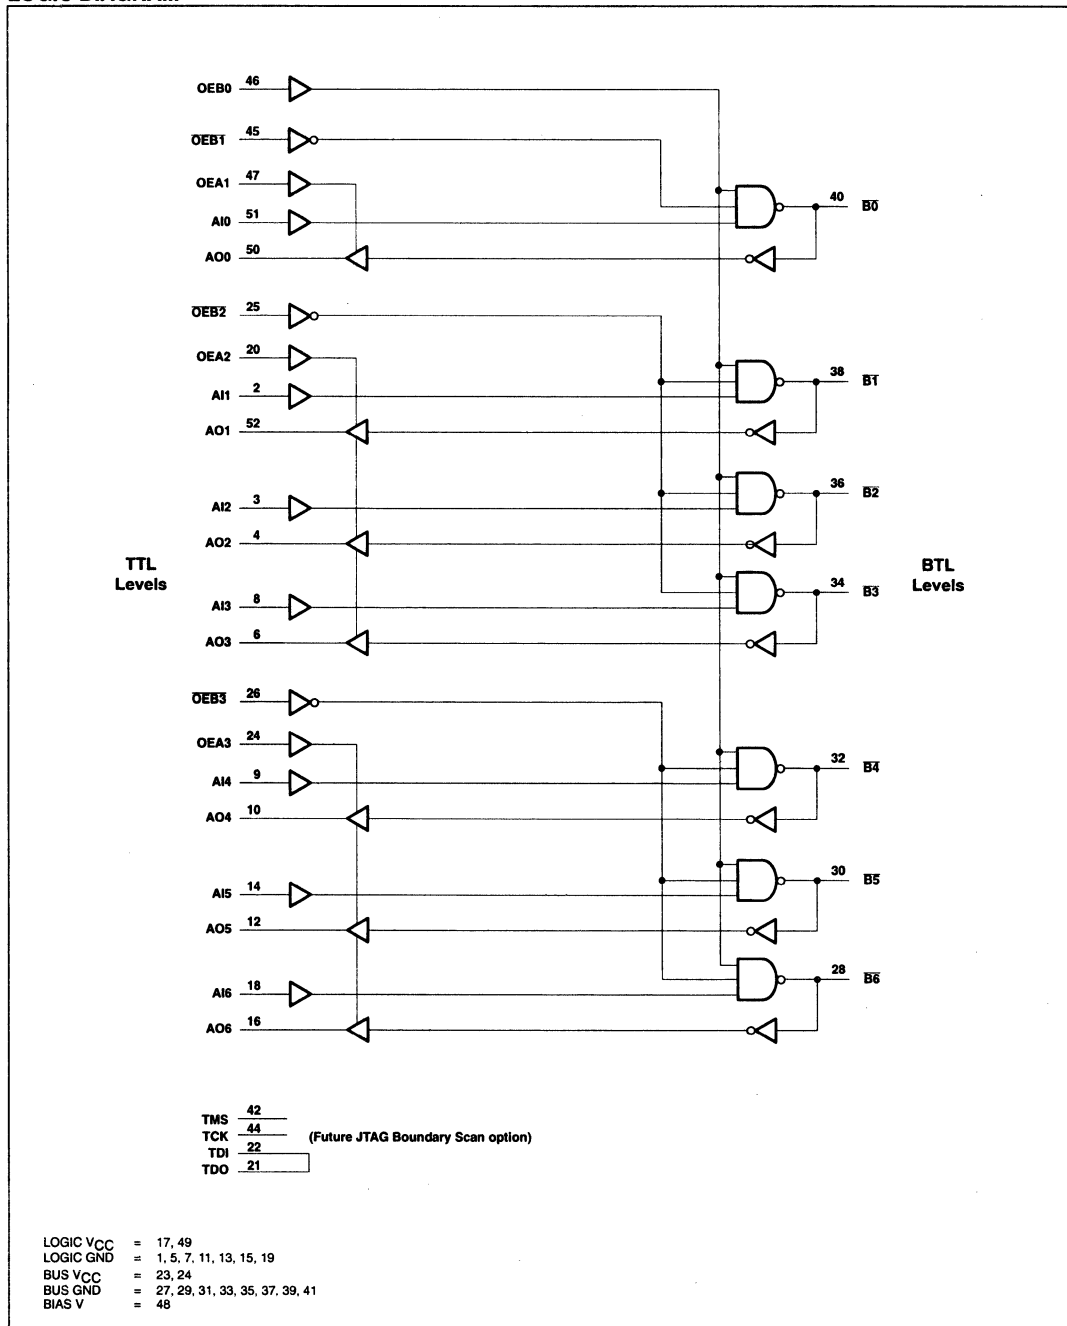 OEB0 46
OEB1 45
OEA1 47
AI0 51
AO0 50
40 B0
OEB2 25
OEA2 20
AI1 2
AO1 52
38 B1
AI2 3
AO2 4
36 B2
TTL
Levels
BTL
Levels
AI3 8
AO3 6
34 B3
OEB3 26
OEA3 24
AI4 9
AO4 10
32 B4
AI5 14
AO5 12
30 B5
AI6 18
AO6 16
28 B6
TMS 42
TCK 44
(Future JTAG Boundary Scan option)
TDI 22
TDO 21
LOGIC VCC = 17, 49
LOGIC GND = 1, 5, 7, 11, 13, 15, 19
BUS VCC = 23, 24
BUS GND = 27, 29, 31, 33, 35, 37, 39, 41
BIAS V = 48